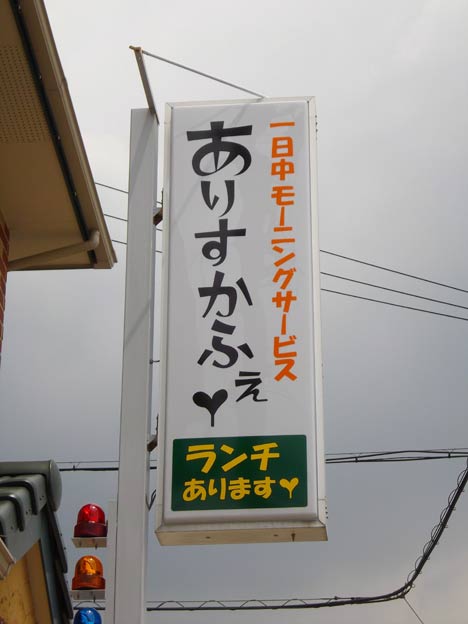 一日中モーニングサービス
ありすかふぇ
ランチ
あります